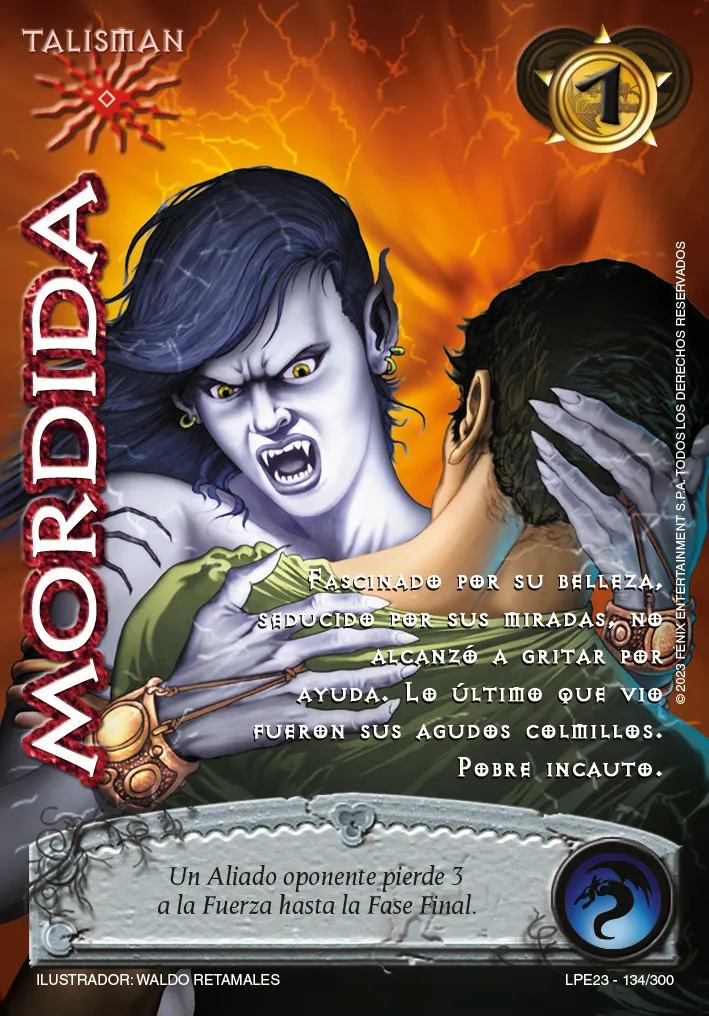 TALISMAN
1
MORDIDA
Fascinado por su belleza,
seducido por sus miradas, no
alcanzó a gritar por
ayuda. Lo último que vio
fueron sus agudos colmillos.
Pobre incauto.
© 2023 FENIX ENTERTAINMENT S.PA. TODOS LOS DERECHOS RESERVADOS
Un Aliado oponente pierde 3
a la Fuerza hasta la Fase Final.
ILUSTRADOR: WALDO RETAMALES
LPE23 - 134/300